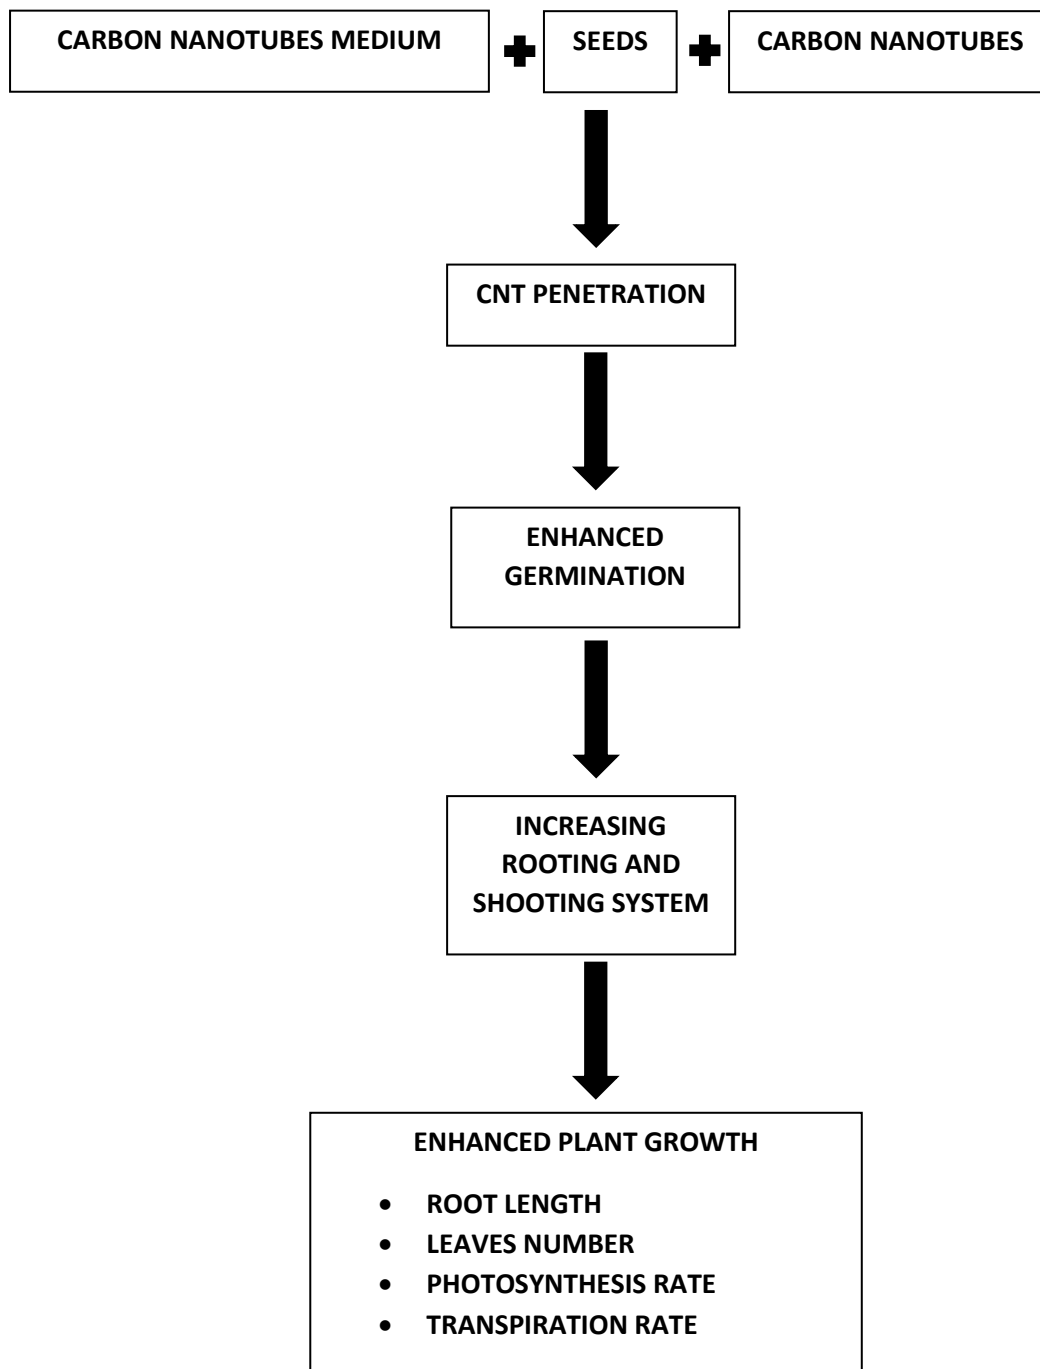 CARBON NANOTUBES MEDIUM
SEEDS
CARBON NANOTUBES
CNT PENETRATION
ENHANCED
GERMINATION
INCREASING
ROOTING AND
SHOOTING SYSTEM
ENHANCED PLANT GROWTH
• ROOT LENGTH
• LEAVES NUMBER
• PHOTOSYNTHESIS RATE
• TRANSPIRATION RATE